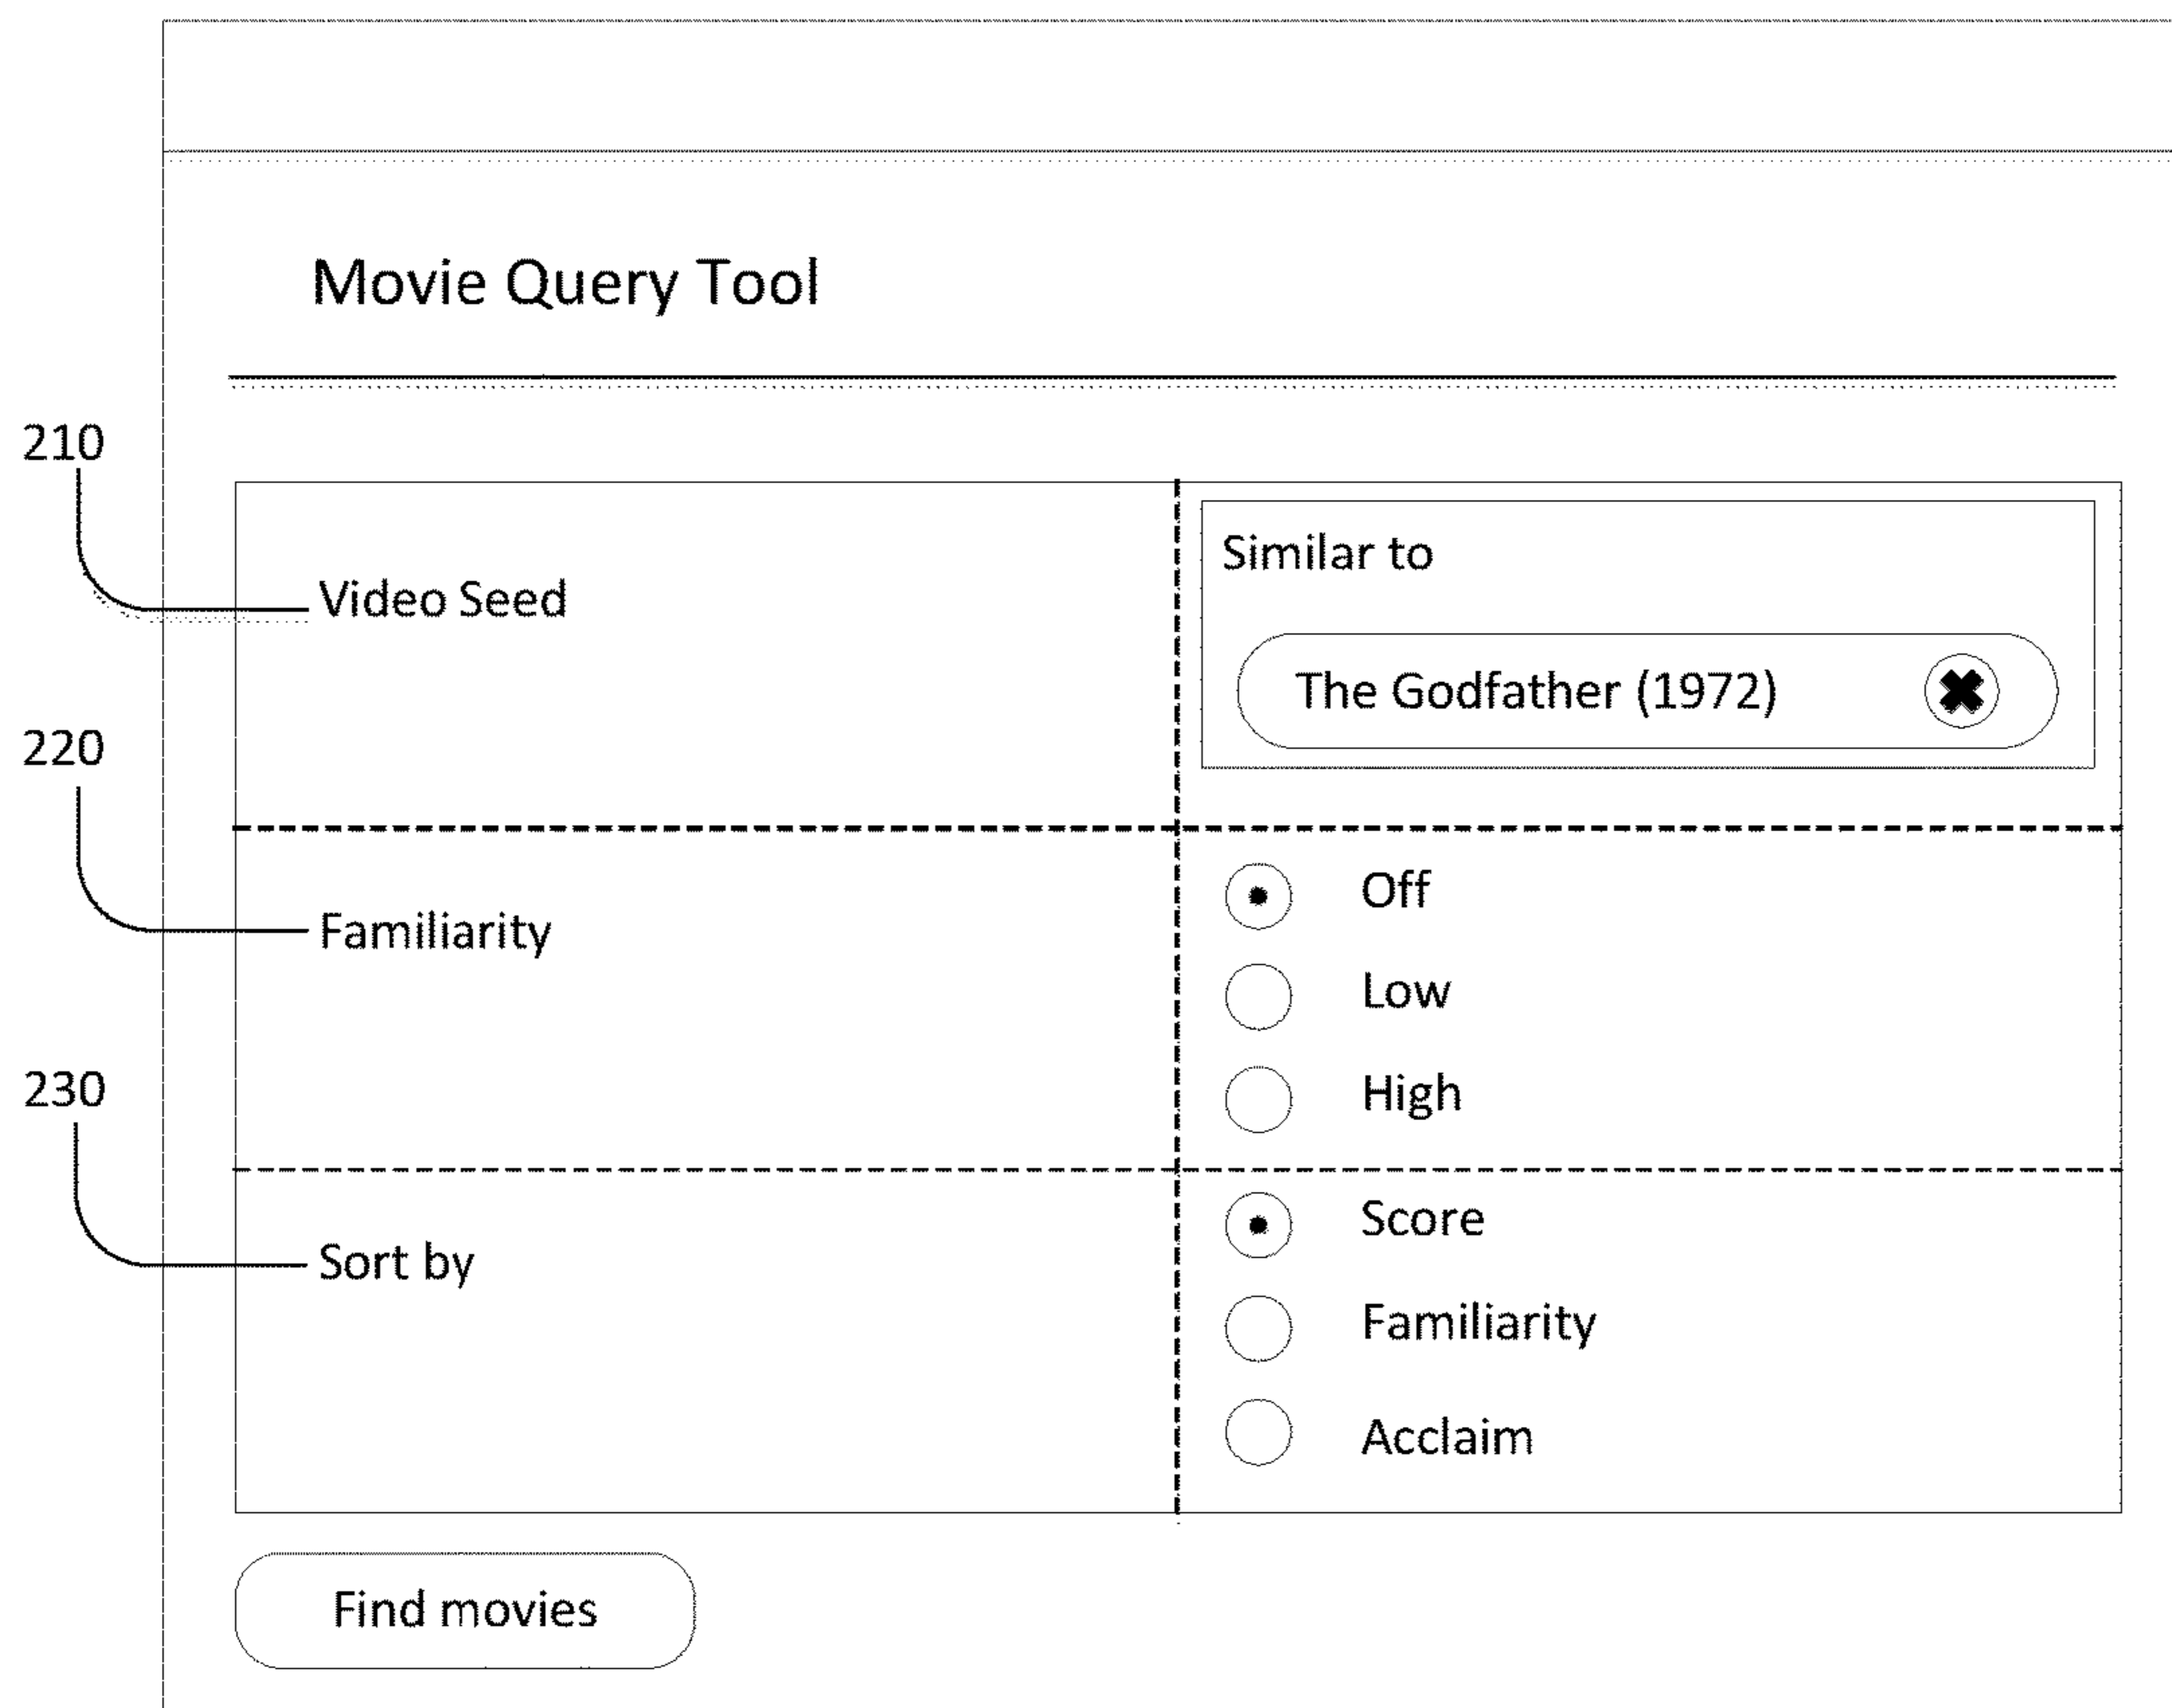 Movie Query Tool
210
Video Seed
Similar to
The Godfather (1972)
220
Familiarity
Off
Low
High
230
Sort by
Score
Familiarity
Acclaim
Find movies